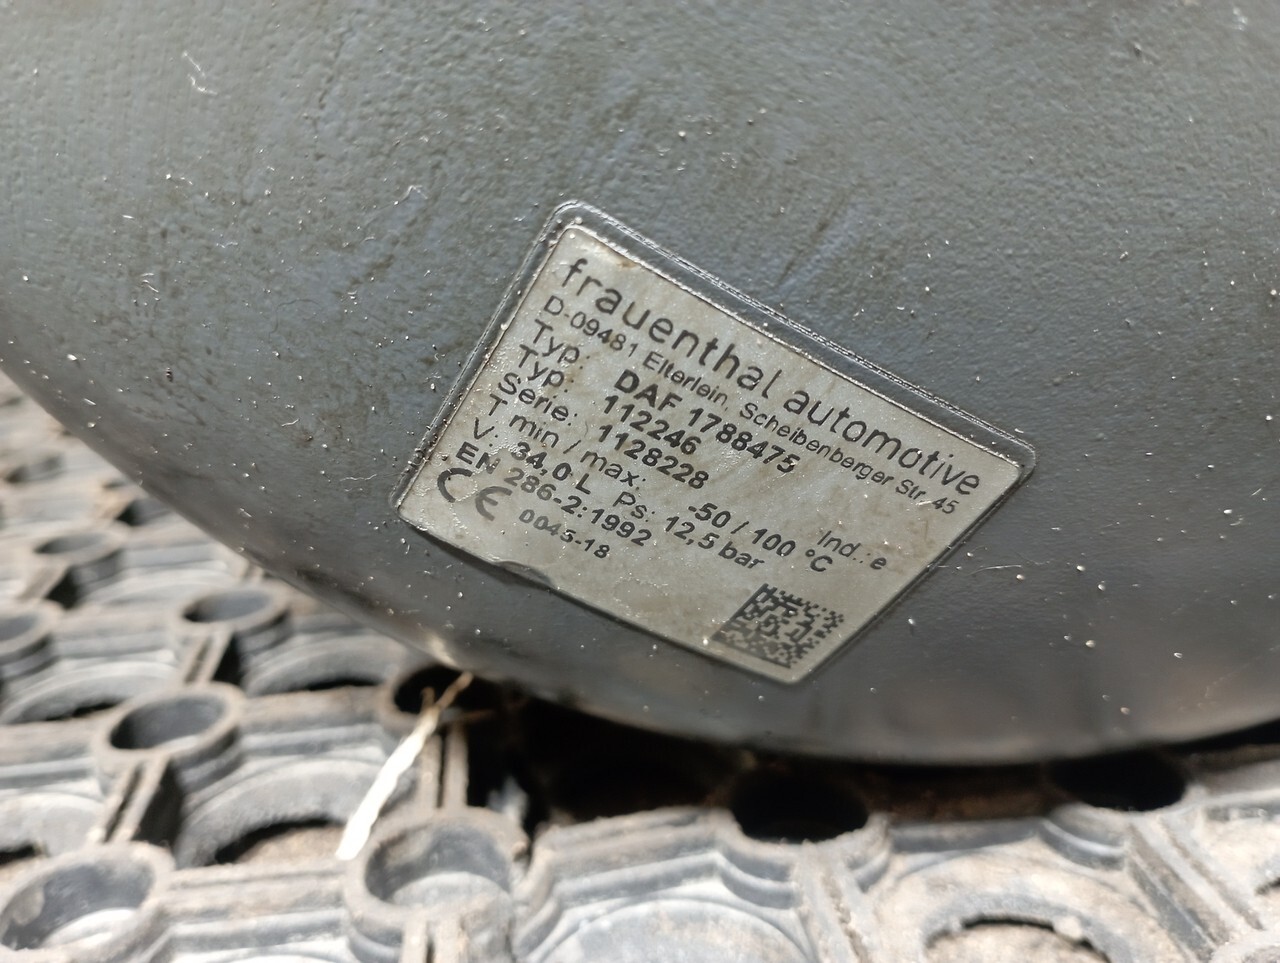 frauenthal automotive
D-09481 Elterlein, Scheibenberger Str. 45
Typ: DAF 1788475
Typ: 112246
Serie: 1128228 Ind.: e
T min / max: -50 / 100 °C
V: 34,0 L Ps: 12,5 bar
EN 286-2:1992
CE 0045-18